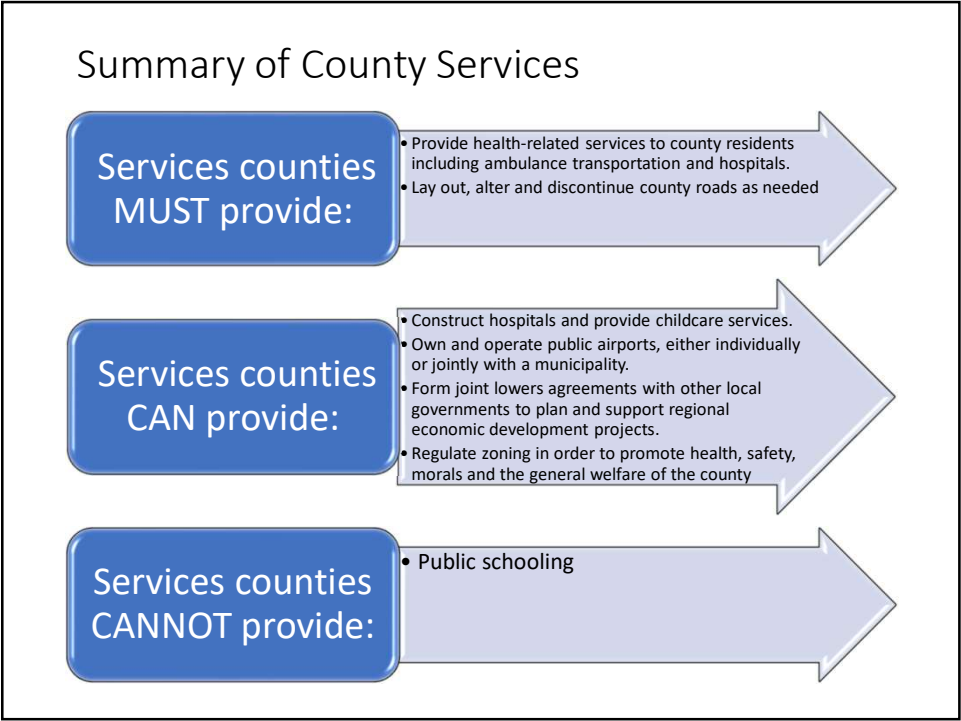 Summary of County Services
Services counties
MUST provide:
• Provide health-related services to county residents
including ambulance transportation and hospitals.
• Lay out, alter and discontinue county roads as needed
Services counties
CAN provide:
• Construct hospitals and provide childcare services.
• Own and operate public airports, either individually
or jointly with a municipality.
• Form joint lowers agreements with other local
governments to plan and support regional
economic development projects.
• Regulate zoning in order to promote health, safety,
morals and the general welfare of the county
Services counties
CANNOT provide:
• Public schooling